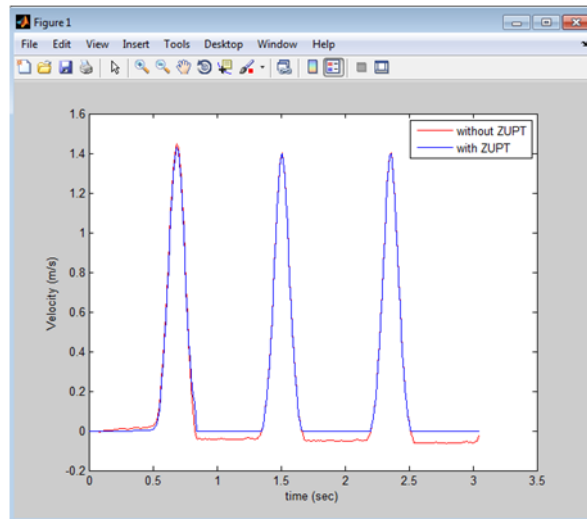 Figure 1
File Edit View Insert Tools Desktop Window Help
1.6
without ZUPT
1.4
with ZUPT
1.2
1
0.8
0.6
0.4
0.2
0
-0.2
Velocity (m/s)
0 0.5 1 1.5 2 2.5 3 3.5
time (sec)